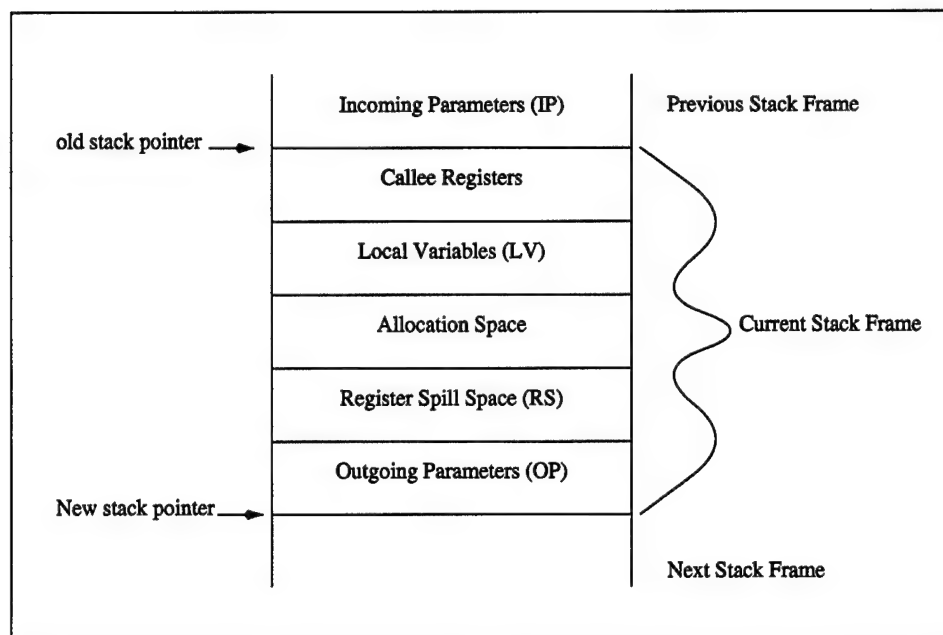 Incoming Parameters (IP)
Previous Stack Frame
old stack pointer
Callee Registers
Local Variables (LV)
Allocation Space
Current Stack Frame
Register Spill Space (RS)
Outgoing Parameters (OP)
New stack pointer
Next Stack Frame